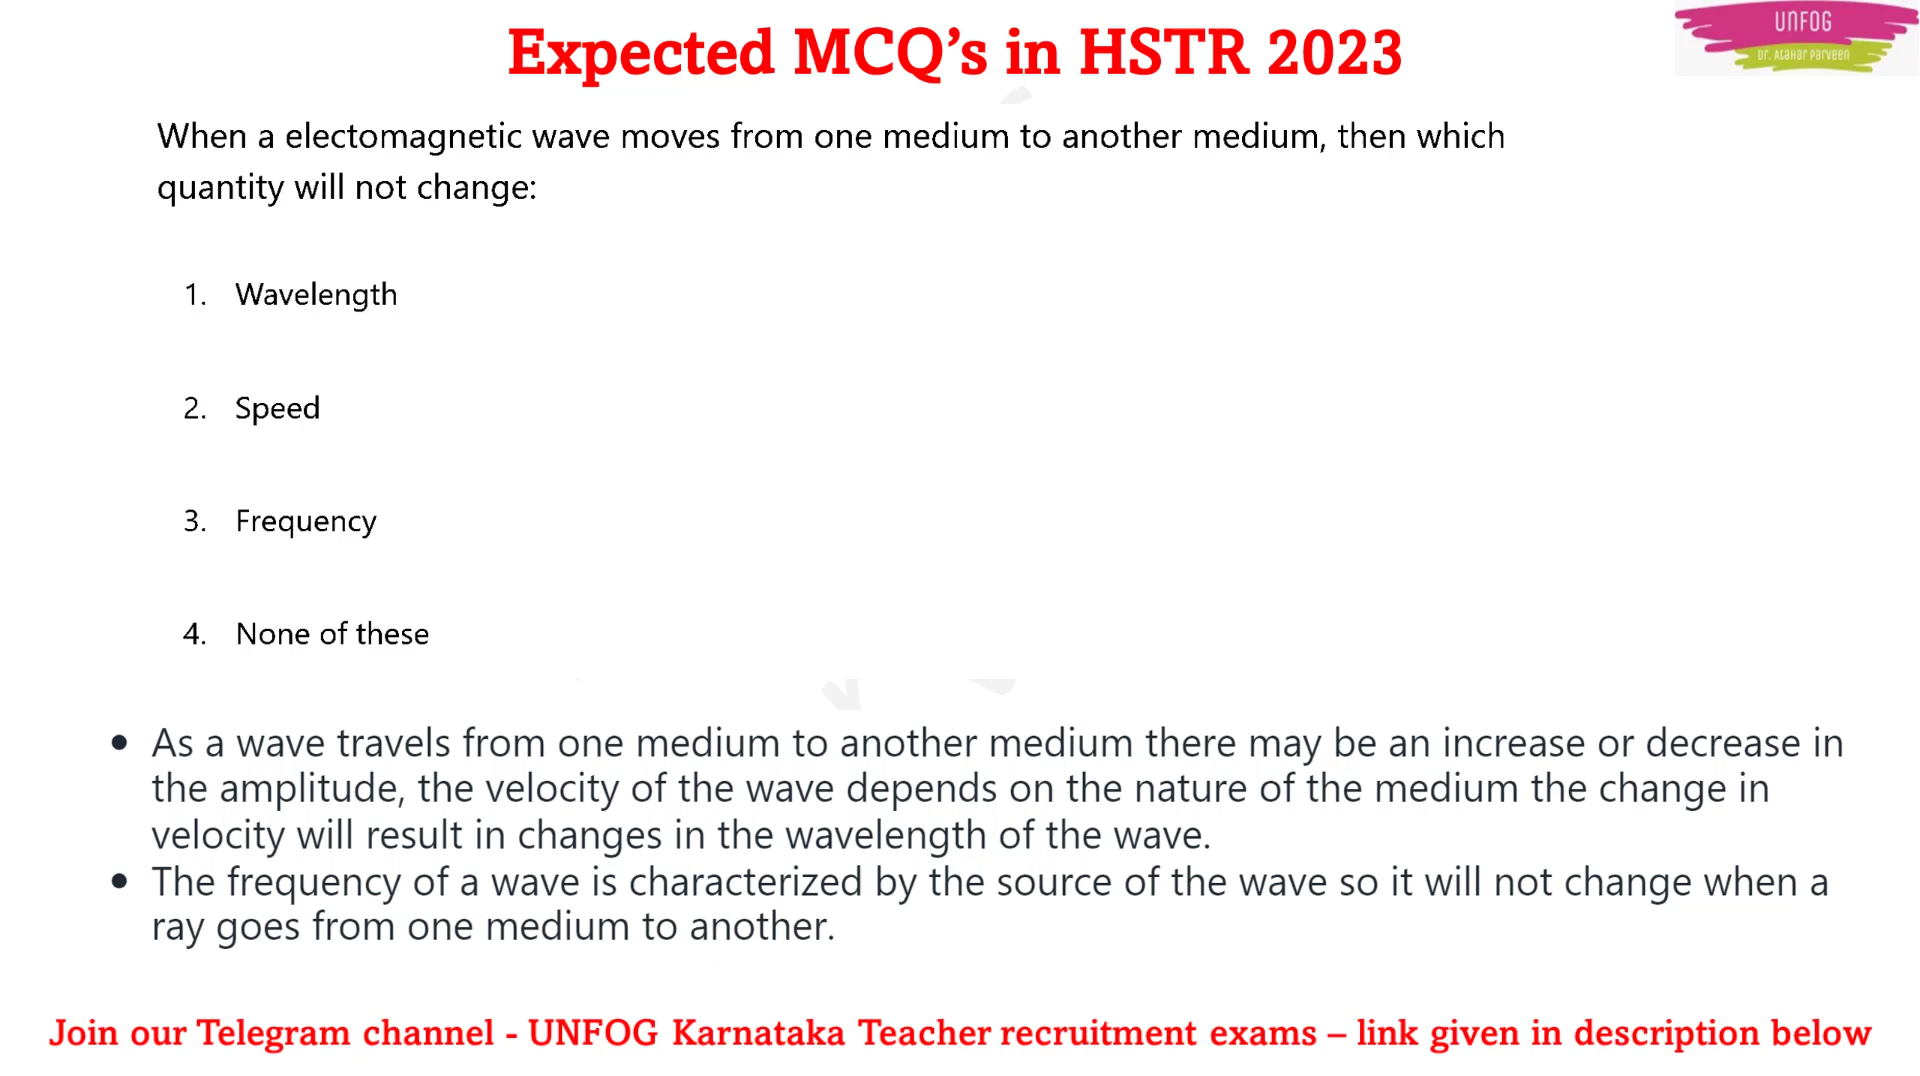 Expected MCQ's in HSTR 2023
UNFOG
Dr. Atahar Parveen
When a electomagnetic wave moves from one medium to another medium, then which
quantity will not change:
1. Wavelength
2. Speed
3. Frequency
4. None of these
• As a wave travels from one medium to another medium there may be an increase or decrease in
the amplitude, the velocity of the wave depends on the nature of the medium the change in
velocity will result in changes in the wavelength of the wave.
• The frequency of a wave is characterized by the source of the wave so it will not change when a
ray goes from one medium to another.
Join our Telegram channel - UNFOG Karnataka Teacher recruitment exams – link given in description below